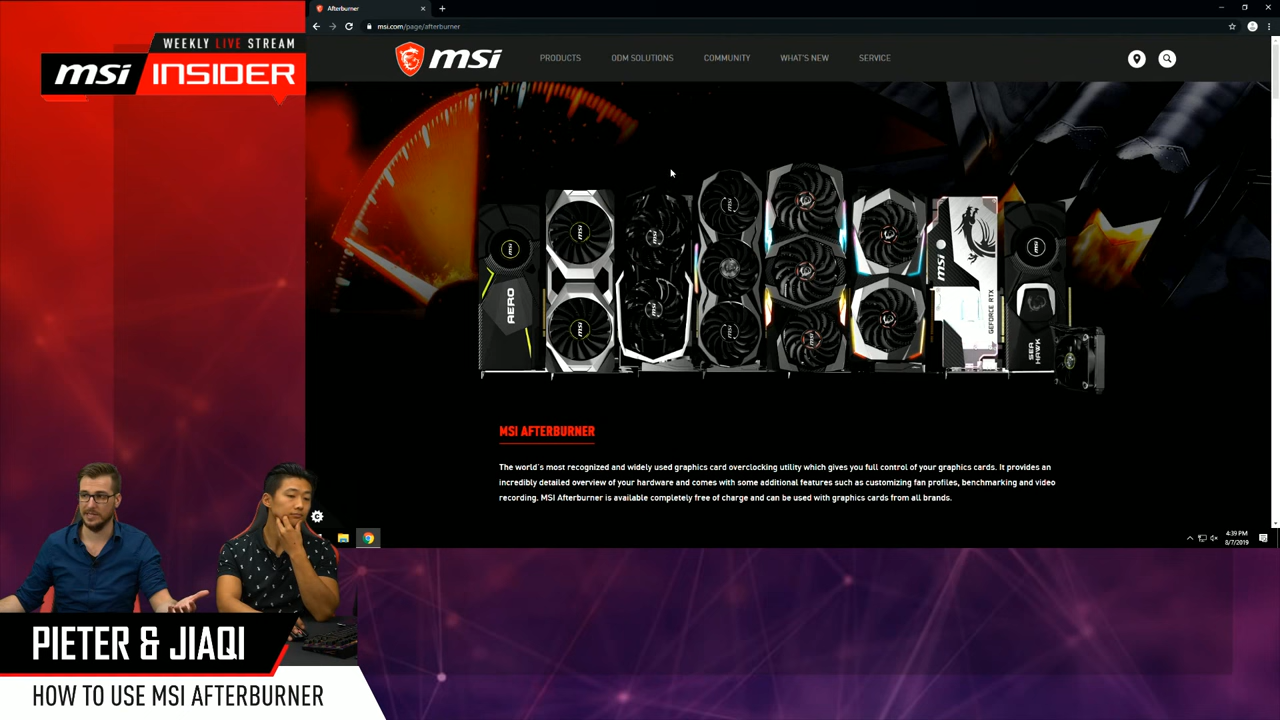 WEEKLY LIVE STREAM
msi INSIDER
Afterburner
msi.com/page/afterburner
msi
PRODUCTS
ODM SOLUTIONS
COMMUNITY
WHAT'S NEW
SERVICE
AERO
msi
GEFORCE RTX
SEA HAWK
MSI AFTERBURNER
The world's most recognized and widely used graphics card overclocking utility which gives you full control of your graphics cards. It provides an
incredibly detailed overview of your hardware and comes with some additional features such as customizing fan profiles, benchmarking and video
recording. MSI Afterburner is available completely free of charge and can be used with graphics cards from all brands.
4:39 PM
8/7/2019
PIETER & JIAQI
HOW TO USE MSI AFTERBURNER